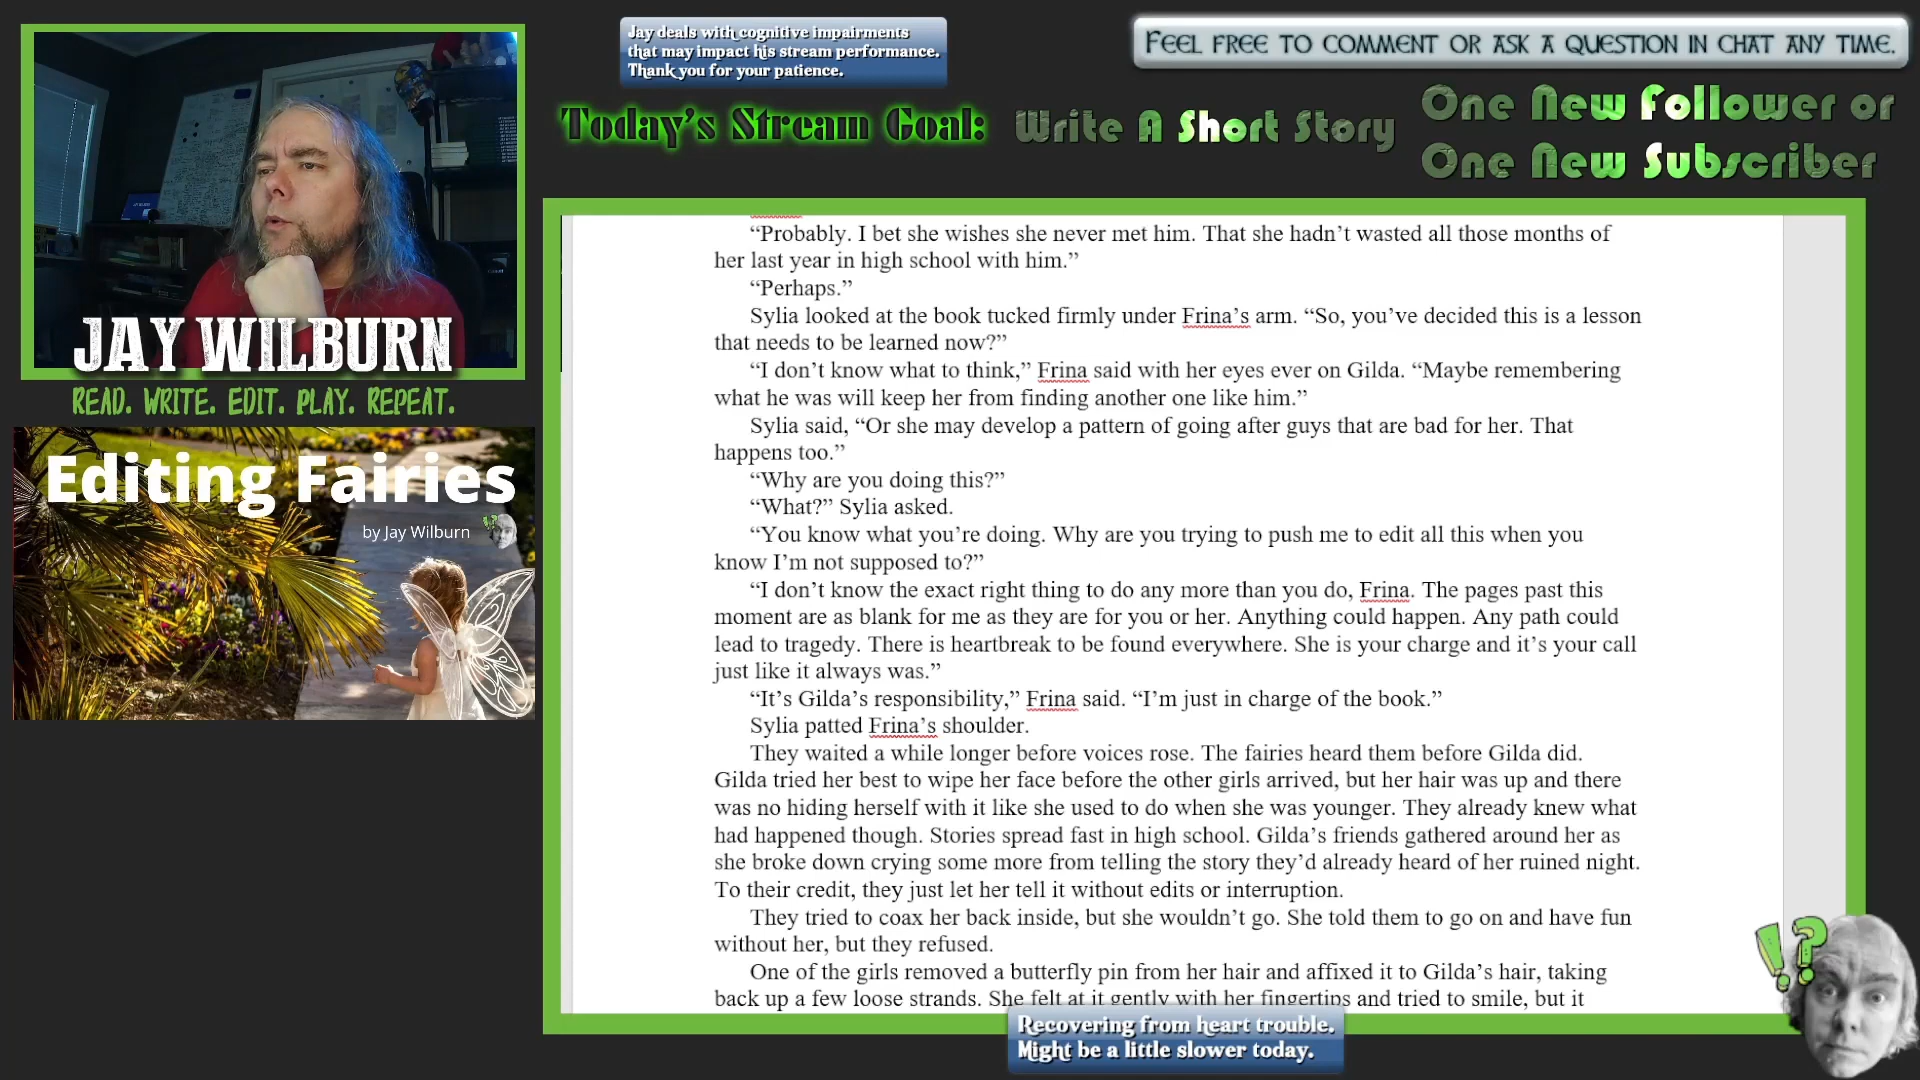 Jay deals with cognitive impairments
that may impact his stream performance.
Thank you for your patience.
FEEL FREE TO COMMENT OR ASK A QUESTION IN CHAT ANY TIME.
Today's Stream Goal:
Write A Short Story
One New Follower or
One New Subscriber
JAY WILBURN
READ. WRITE. EDIT. PLAY. REPEAT.
Editing Fairies
by Jay Wilburn
“Probably. I bet she wishes she never met him. That she hadn’t wasted all those months of
her last year in high school with him.”
“Perhaps.”
Sylia looked at the book tucked firmly under Frina’s arm. “So, you’ve decided this is a lesson
that needs to be learned now?”
“I don’t know what to think,” Frina said with her eyes ever on Gilda. “Maybe remembering
what he was will keep her from finding another one like him.”
Sylia said, “Or she may develop a pattern of going after guys that are bad for her. That
happens too.”
“Why are you doing this?”
“What?” Sylia asked.
“You know what you’re doing. Why are you trying to push me to edit all this when you
know I’m not supposed to?”
“I don’t know the exact right thing to do any more than you do, Frina. The pages past this
moment are as blank for me as they are for you or her. Anything could happen. Any path could
lead to tragedy. There is heartbreak to be found everywhere. She is your charge and it’s your call
just like it always was.”
“It’s Gilda’s responsibility,” Frina said. “I’m just in charge of the book.”
Sylia patted Frina’s shoulder.
They waited a while longer before voices rose. The fairies heard them before Gilda did.
Gilda tried her best to wipe her face before the other girls arrived, but her hair was up and there
was no hiding herself with it like she used to do when she was younger. They already knew what
had happened though. Stories spread fast in high school. Gilda’s friends gathered around her as
she broke down crying some more from telling the story they’d already heard of her ruined night.
To their credit, they just let her tell it without edits or interruption.
They tried to coax her back inside, but she wouldn’t go. She told them to go on and have fun
without her, but they refused.
One of the girls removed a butterfly pin from her hair and affixed it to Gilda’s hair, taking
back up a few loose strands. She felt at it gently with her fingertips and tried to smile, but it
Recovering from heart trouble.
Might be a little slower today.
!?